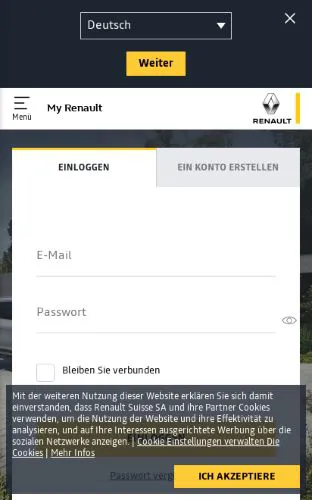 Deutsch
Weiter
Menü
My Renault
RENAULT
EINLOGGEN
EIN KONTO ERSTELLEN
E-Mail
Passwort
Bleiben Sie verbunden
Mit der weiteren Nutzung dieser Website erklären Sie sich damit
einverstanden, dass Renault Suisse SA und ihre Partner Cookies
verwenden, um die Nutzung der Website und ihre Effektivität zu
analysieren, und auf Ihre Interessen ausgerichtete Werbung über die
sozialen Netzwerke anzeigen. | Cookie Einstellungen verwalten Die
Cookies | Mehr Infos
EINLOGGEN
Passwort
ICH AKZEPTIERE